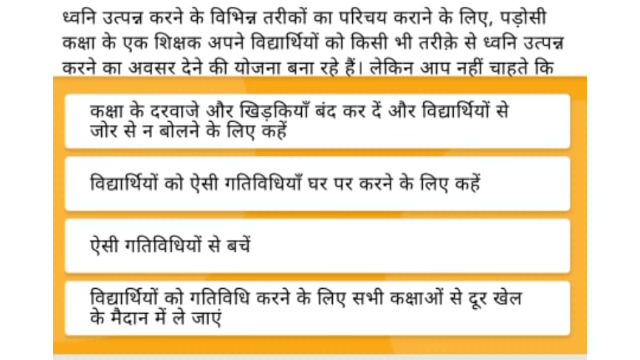 ध्वनि उत्पन्न करने के विभिन्न तरीकों का परिचय कराने के लिए, पड़ोसी
कक्षा के एक शिक्षक अपने विद्यार्थियों को किसी भी तरीक़े से ध्वनि उत्पन्न
करने का अवसर देने की योजना बना रहे हैं। लेकिन आप नहीं चाहते कि
कक्षा के दरवाजे और खिड़कियाँ बंद कर दें और विद्यार्थियों से
जोर से न बोलने के लिए कहें
विद्यार्थियों को ऐसी गतिविधियाँ घर पर करने के लिए कहें
ऐसी गतिविधियों से बचें
विद्यार्थियों को गतिविधि करने के लिए सभी कक्षाओं से दूर खेल
के मैदान में ले जाएं